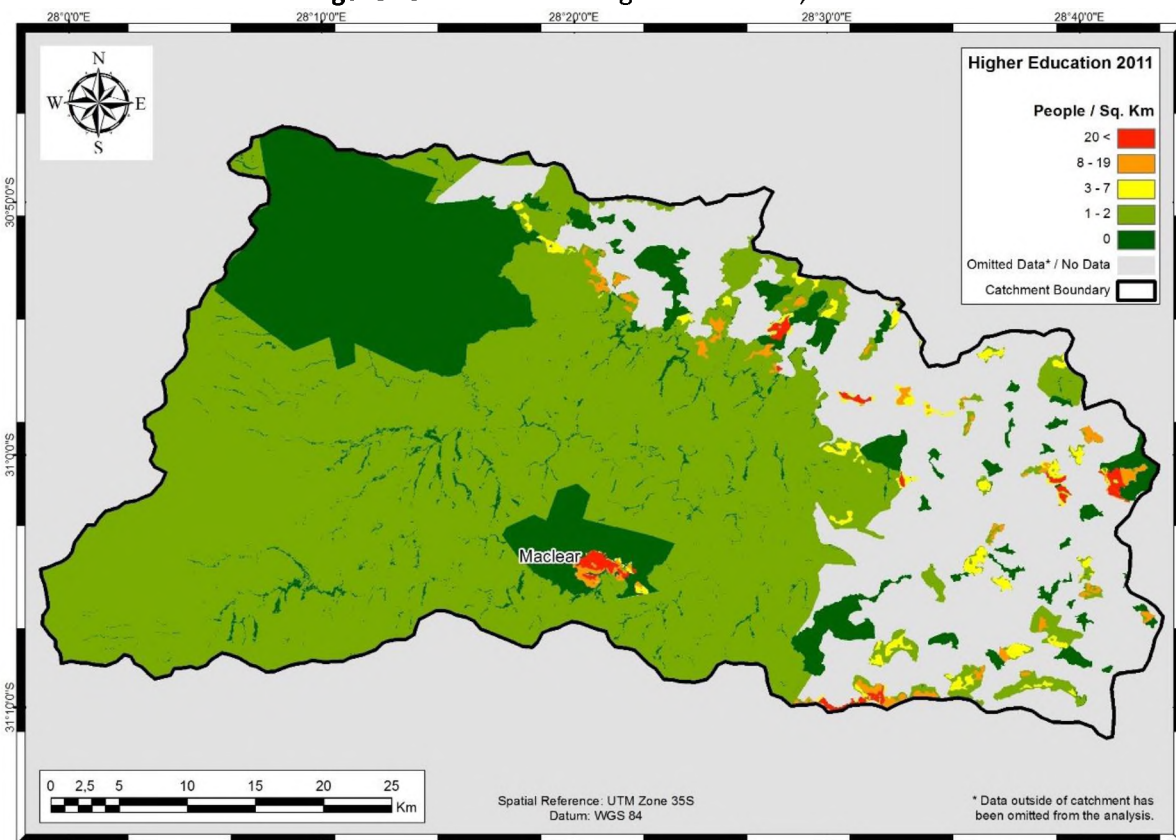 28°0'0"E 28°10'0"E 28°20'0"E 28°30'0"E 28°40'0"E
N
W E
S
Higher Education 2011
People / Sq. Km
20 <
8 - 19
3 - 7
1 - 2
0
Omitted Data* / No Data
Catchment Boundary
30°50'0"S
31°0'0"S
31°10'0"S
Maclear
0 2,5 5 10 15 20 25
Km
Spatial Reference: UTM Zone 35S
Datum: WGS 84
* Data outside of catchment has
been omitted from the analysis.